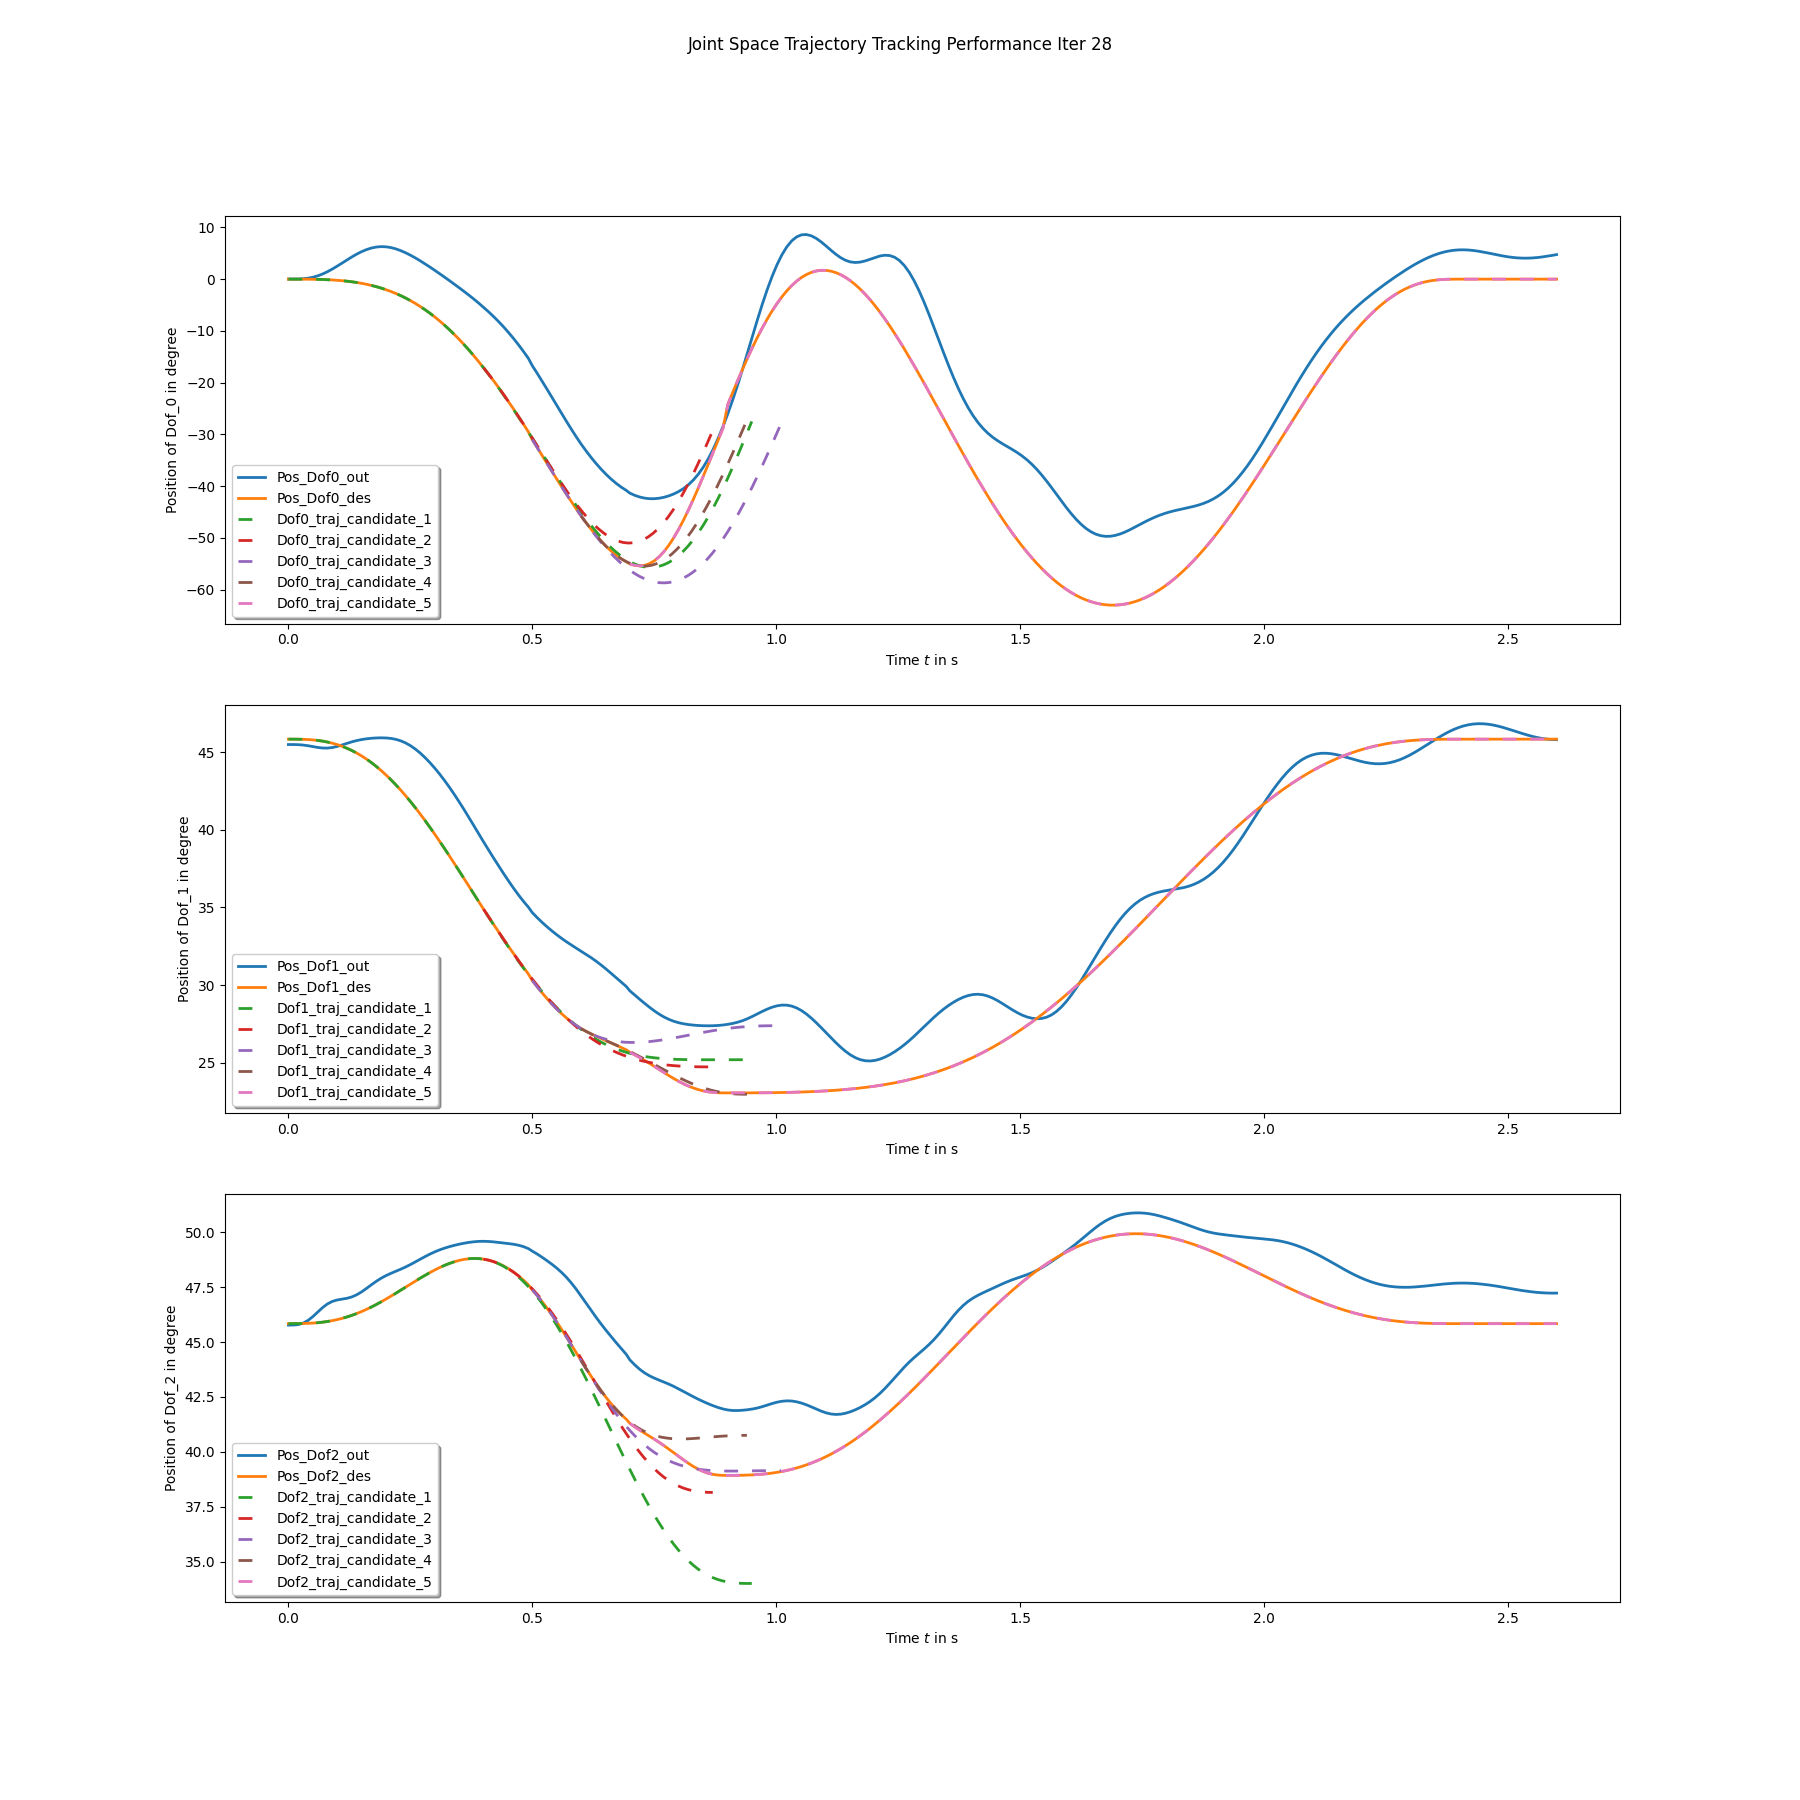 Joint Space Trajectory Tracking Performance Iter 28
10
0
−10
−20
−30
−40
−50
−60
Position of Dof_0 in degree
Pos_Dof0_out
Pos_Dof0_des
Dof0_traj_candidate_1
Dof0_traj_candidate_2
Dof0_traj_candidate_3
Dof0_traj_candidate_4
Dof0_traj_candidate_5
0.0 0.5 1.0 1.5 2.0 2.5
Time t in s
45
40
35
30
25
Position of Dof_1 in degree
Pos_Dof1_out
Pos_Dof1_des
Dof1_traj_candidate_1
Dof1_traj_candidate_2
Dof1_traj_candidate_3
Dof1_traj_candidate_4
Dof1_traj_candidate_5
0.0 0.5 1.0 1.5 2.0 2.5
Time t in s
50.0
47.5
45.0
42.5
40.0
37.5
35.0
Position of Dof_2 in degree
Pos_Dof2_out
Pos_Dof2_des
Dof2_traj_candidate_1
Dof2_traj_candidate_2
Dof2_traj_candidate_3
Dof2_traj_candidate_4
Dof2_traj_candidate_5
0.0 0.5 1.0 1.5 2.0 2.5
Time t in s